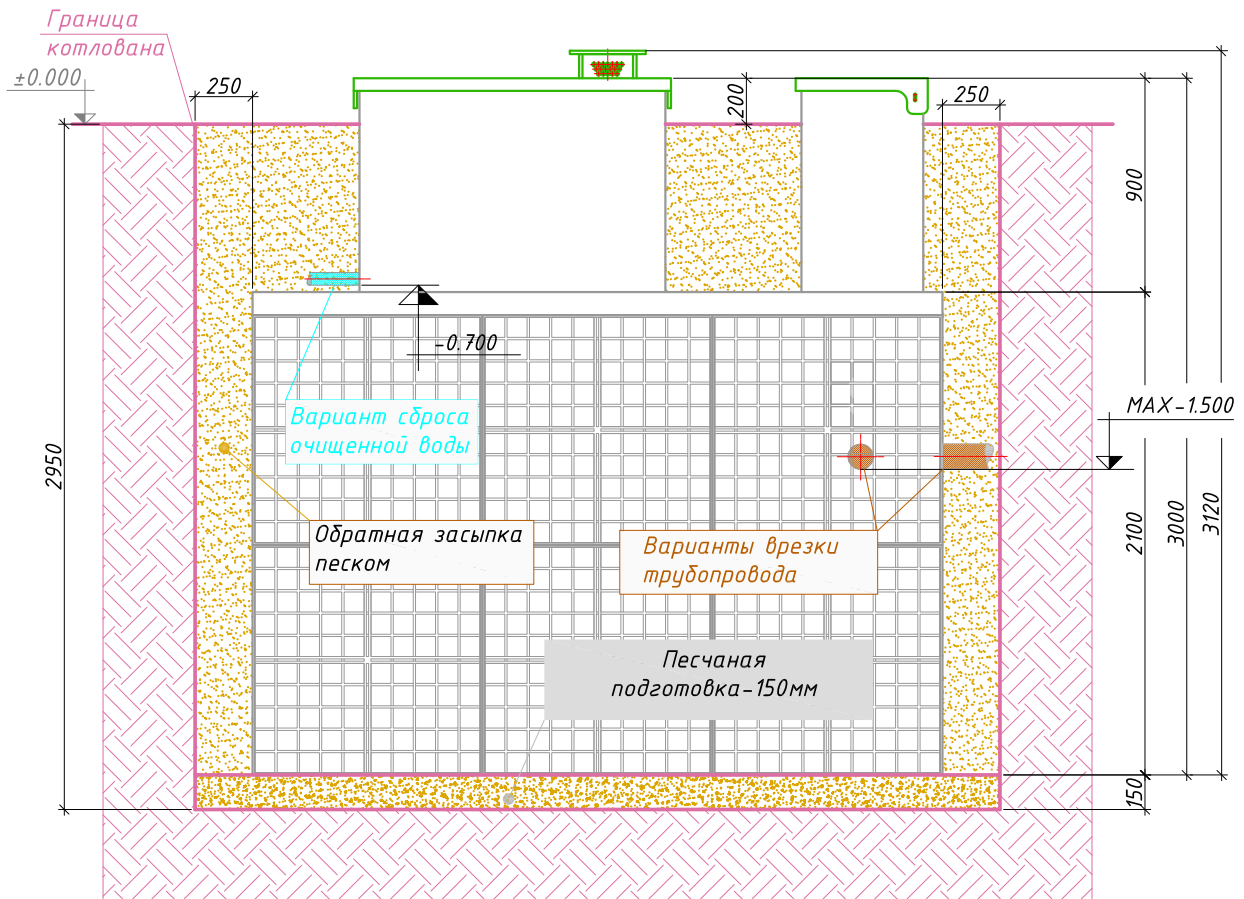 Граница
котлована
±0.000
250
200
250
900
-0.700
MAX-1.500
Вариант сброса
очищенной воды
2950
Обратная засыпка
песком
Варианты врезки
трубопровода
2100
3000
3120
Песчаная
подготовка-150мм
150